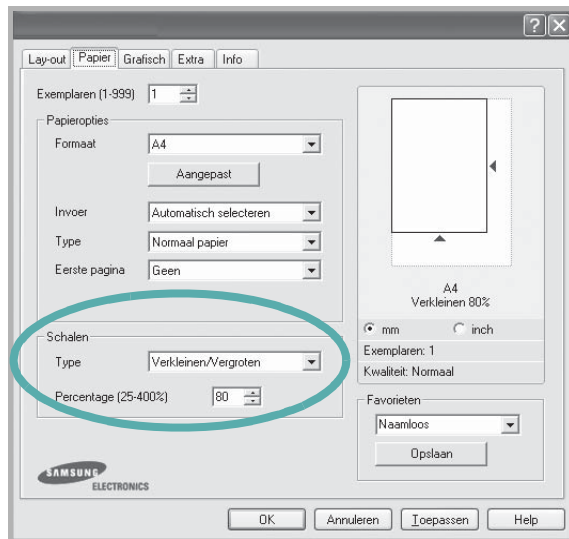 Lay-out Papier Grafisch Extra Info
Exemplaren (1-999) 1
Papieropties
Formaat A4
Aangepast
Invoer Automatisch selecteren
Type Normaal papier
Eerste pagina Geen
Schalen
Type Verkleinen/Vergroten
Percentage (25-400%) 80
A4
Verkleinen 80%
mm inch
Exemplaren: 1
Kwaliteit: Normaal
Favorieten
Naamloos
Opslaan
SAMSUNG
ELECTRONICS
OK Annuleren Toepassen Help